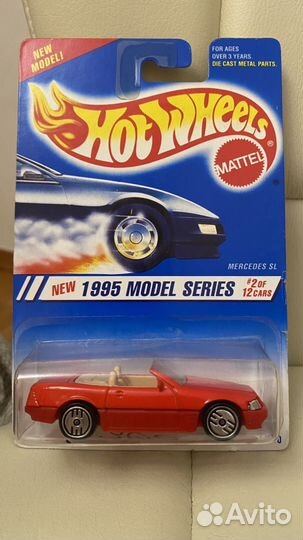 NEW
MODEL!
FOR AGES
OVER 3 YEARS.
DIE CAST METAL PARTS.
HOT WHEELS
MATTEL
MERCEDES SL
NEW 1995 MODEL SERIES #2 OF
12 CARS
Avito